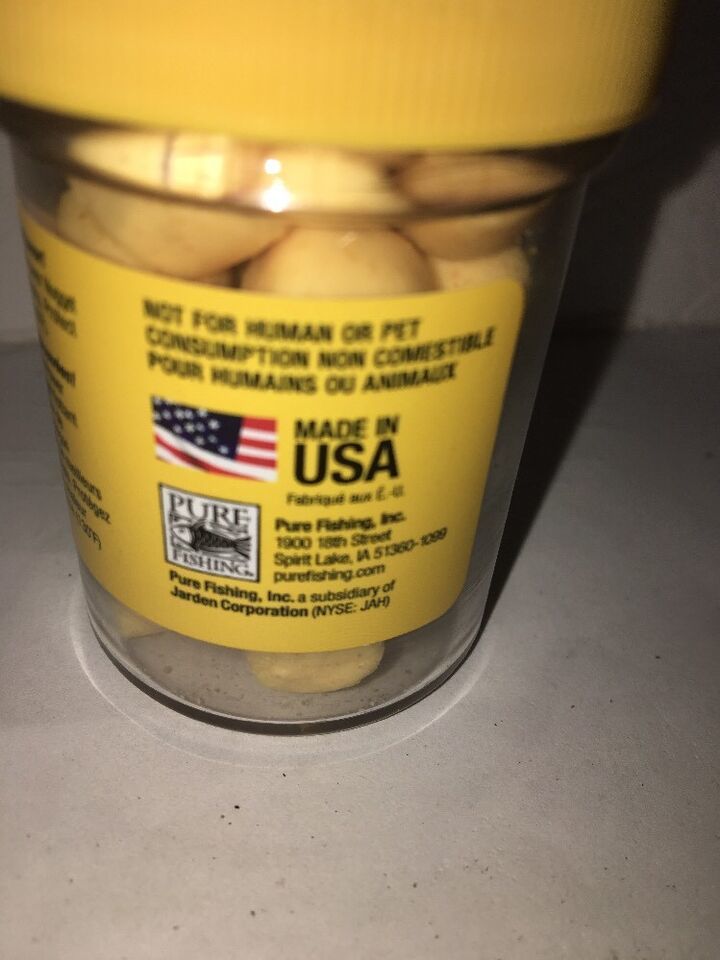 NOT FOR HUMAN OR PET
CONSUMPTION NON COMESTIBLE
POUR HUMAINS OU ANIMAUX
MADE IN
USA
Fabriqué aux É.-U.
PURE
FISHING
Pure Fishing, Inc.
1900 18th Street
Spirit Lake, IA 51360-1099
purefishing.com
Pure Fishing, Inc. a subsidiary of
Jarden Corporation (NYSE: JAH)